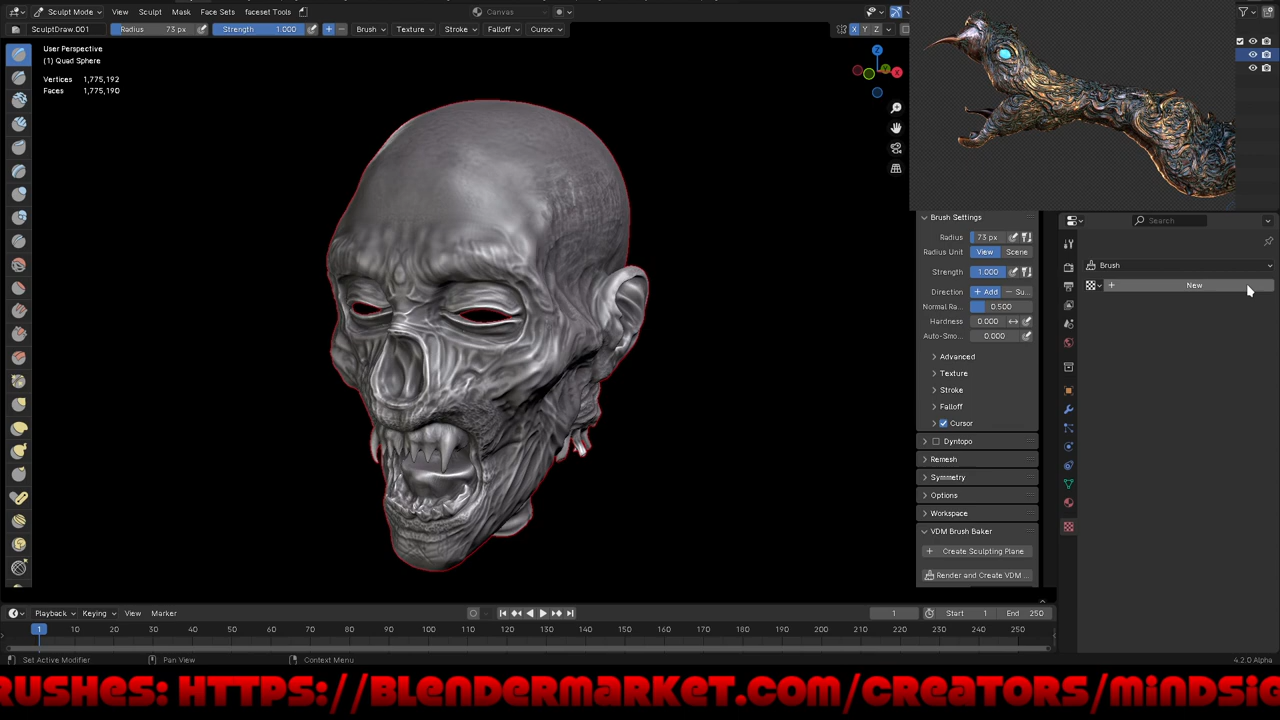 Sculpt Mode View Sculpt Mask Face Sets faceset Tools Canvas
SculptDraw.001 Radius 73 px Strength 1.000 + − Brush Texture Stroke Falloff Cursor X Y Z
User Perspective
(1) Quad Sphere
Vertices 1,775,192
Faces 1,775,190
Z
Y
X
Search
Brush Settings
Radius 73 px
Radius Unit View Scene
Strength 1.000
Direction + Add − Su...
Normal Ra... 0.500
Hardness 0.000
Auto-Smo... 0.000
Advanced
Texture
Stroke
Falloff
Cursor
Dyntopo
Remesh
Symmetry
Options
Workspace
VDM Brush Baker
+ Create Sculpting Plane
Render and Create VDM ...
Brush
+ New
Playback Keying View Marker 1 Start 1 End 250
1 10 20 30 40 50 60 70 80 90 100 110 120 130 140 150 160 170 180 190 200 210 220 230 240 250
Set Active Modifier Pan View Context Menu 4.2.0 Alpha
RUSHES: HTTPS://BLENDERMARKET.COM/CREATORS/MINDSIG